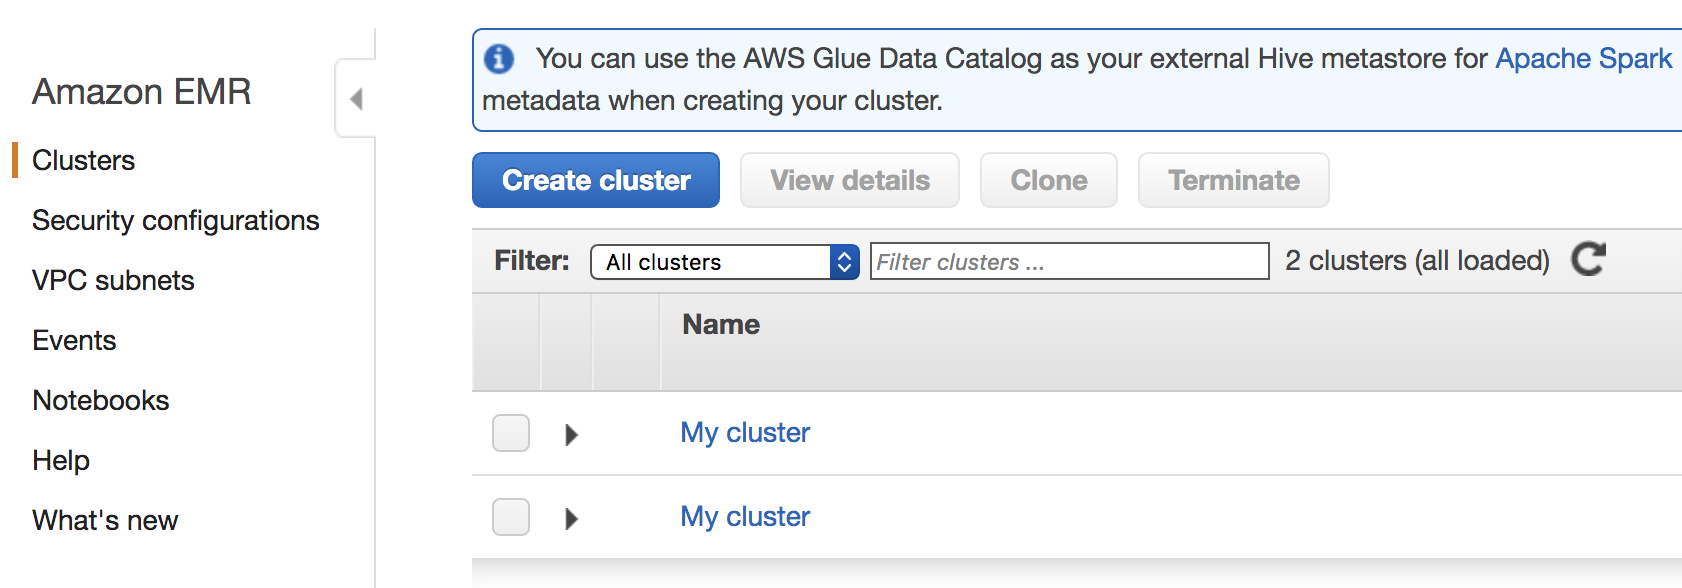 Amazon EMR
Clusters
Security configurations
VPC subnets
Events
Notebooks
Help
What's new
You can use the AWS Glue Data Catalog as your external Hive metastore for Apache Spark
metadata when creating your cluster.
Create cluster View details Clone Terminate
Filter: All clusters Filter clusters ... 2 clusters (all loaded)
Name
My cluster
My cluster